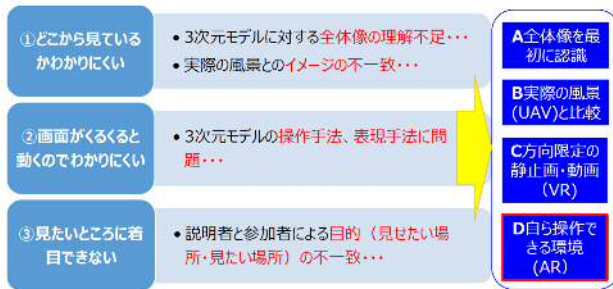 ①どこから見ている
かわかりにくい
• 3次元モデルに対する全体像の理解不足・・・
• 実際の風景とのイメージの不一致・・・
②画面がくるくると
動くのでわかりにくい
• 3次元モデルの操作手法、表現手法に問
題・・・
③見たいところに着
目できない
• 説明者と参加者による目的（見せたい場
所・見たい場所）の不一致・・・
A全体像を最
初に認識
B実際の風景
(UAV)と比較
C方向限定の
静止画・動画
(VR)
D自ら操作で
きる環境
(AR)